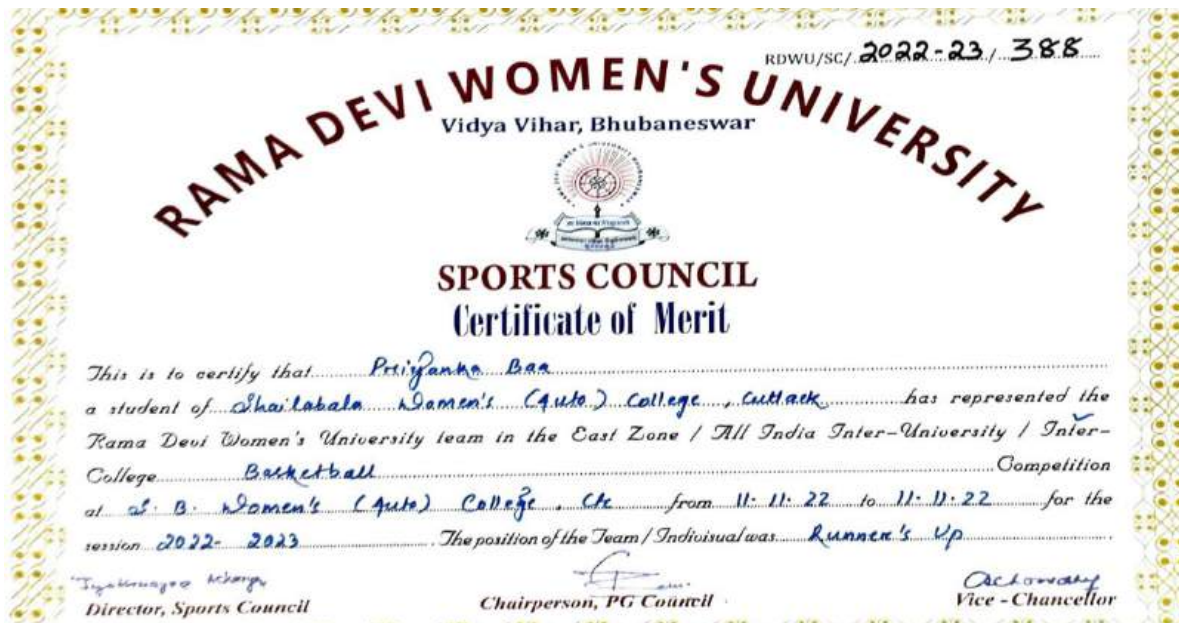 RDWU/SC/ 2022-23 / 388
RAMA DEVI WOMEN'S UNIVERSITY
Vidya Vihar, Bhubaneswar
SPORTS COUNCIL
Certificate of Merit
This is to certify that Priyanka Baa
a student of Shailabala Women's (Auto) College, Cuttack has represented the
Rama Devi Women's University team in the East Zone / All India Inter-University / Inter-
College Basketball Competition
at S. B. Women's (Auto) College, Ctc from 11.11.22 to 11.11.22 for the
session 2022-2023. The position of the Team / Indivisual was Runner's Up
Director, Sports Council
Chairperson, PG Council
Vice - Chancellor